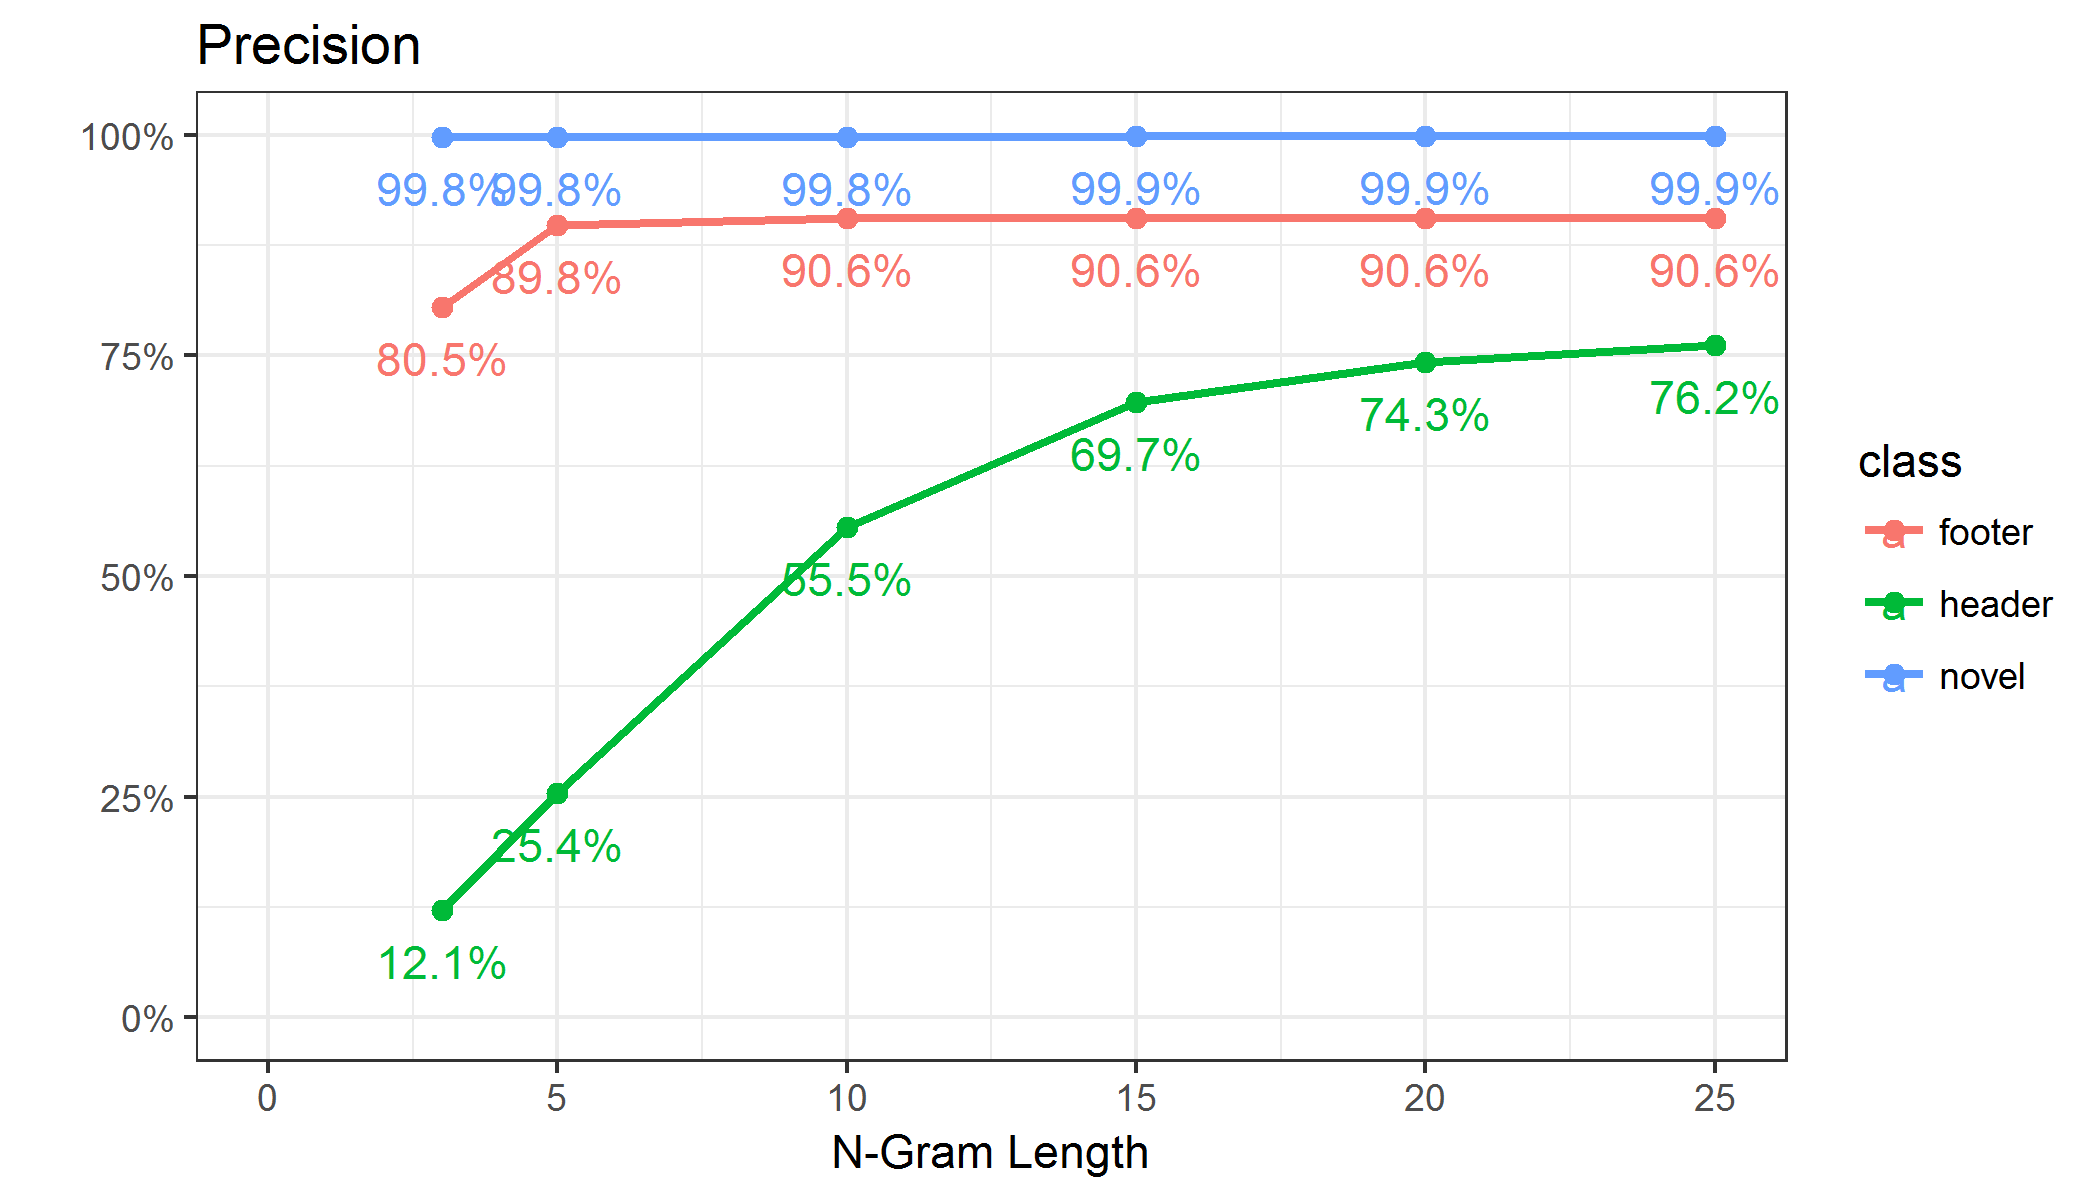 Precision
100%
99.8% 99.8% 99.8% 99.9% 99.9% 99.9%
89.8% 90.6% 90.6% 90.6% 90.6%
75%
80.5%
76.2%
74.3%
69.7%
class
footer
header
novel
50%
55.5%
25%
25.4%
12.1%
0%
0 5 10 15 20 25
N-Gram Length